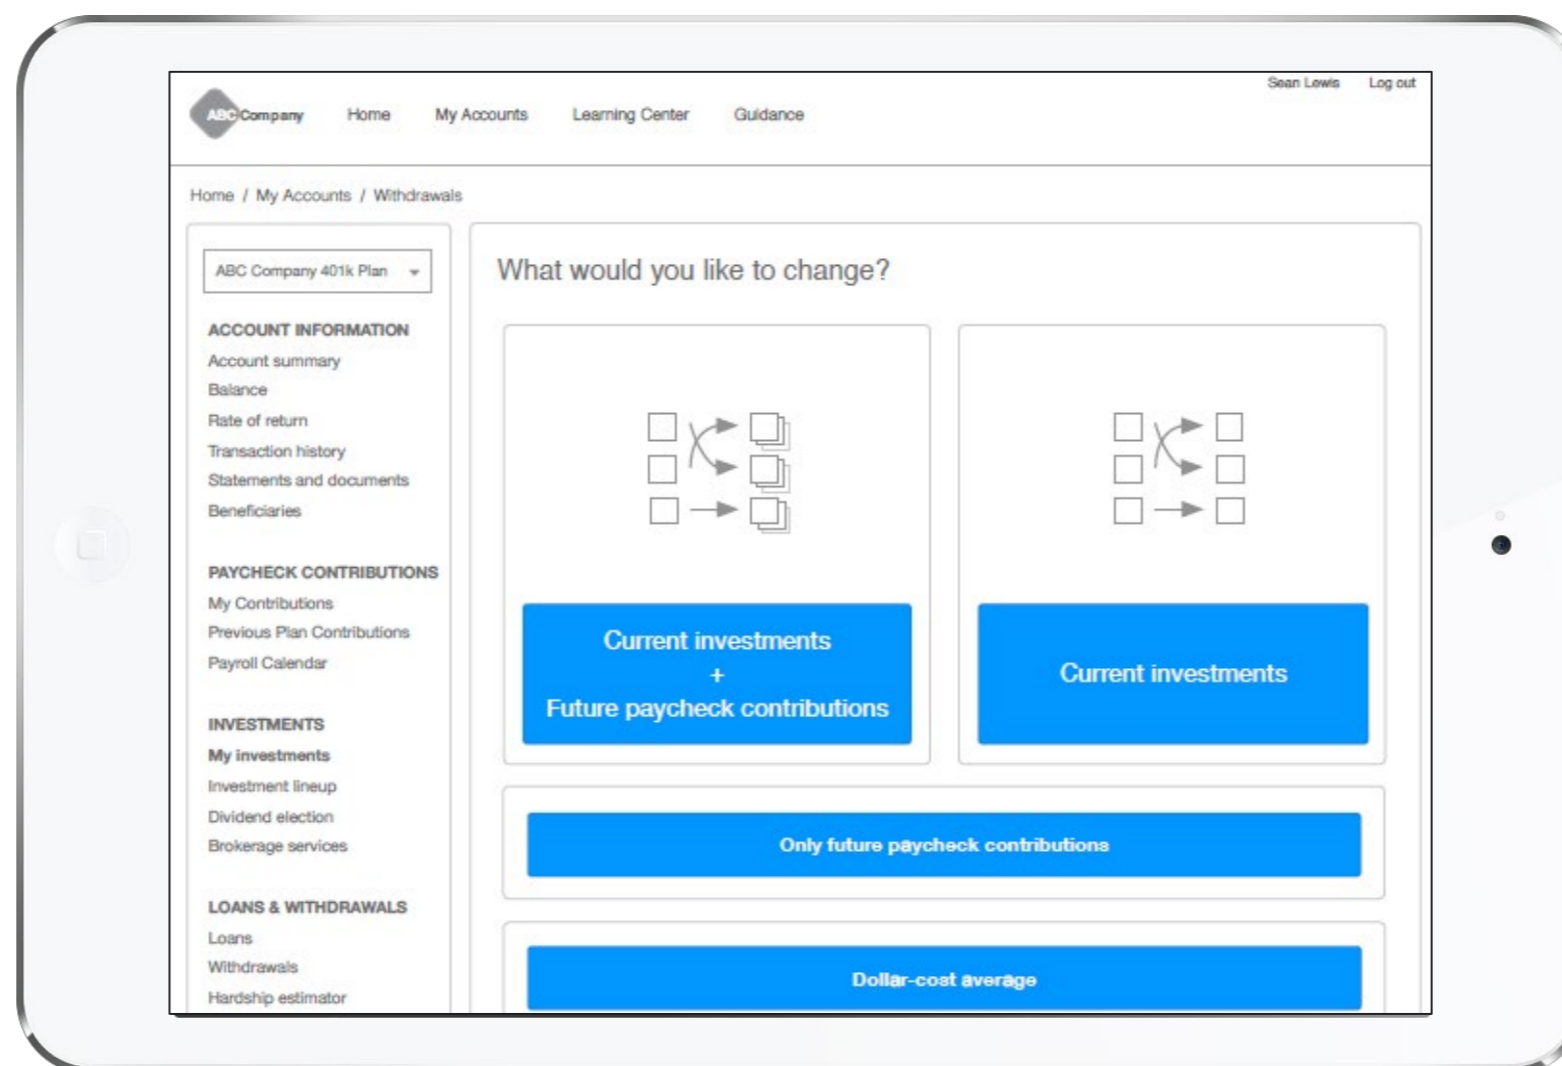 Sean Lewis Log out
ABC Company Home My Accounts Learning Center Guidance
Home / My Accounts / Withdrawals
ABC Company 401k Plan
ACCOUNT INFORMATION
Account summary
Balance
Rate of return
Transaction history
Statements and documents
Beneficiaries
PAYCHECK CONTRIBUTIONS
My Contributions
Previous Plan Contributions
Payroll Calendar
INVESTMENTS
My investments
Investment lineup
Dividend election
Brokerage services
LOANS & WITHDRAWALS
Loans
Withdrawals
Hardship estimator
What would you like to change?
Current investments
+
Future paycheck contributions
Current investments
Only future paycheck contributions
Dollar-cost average